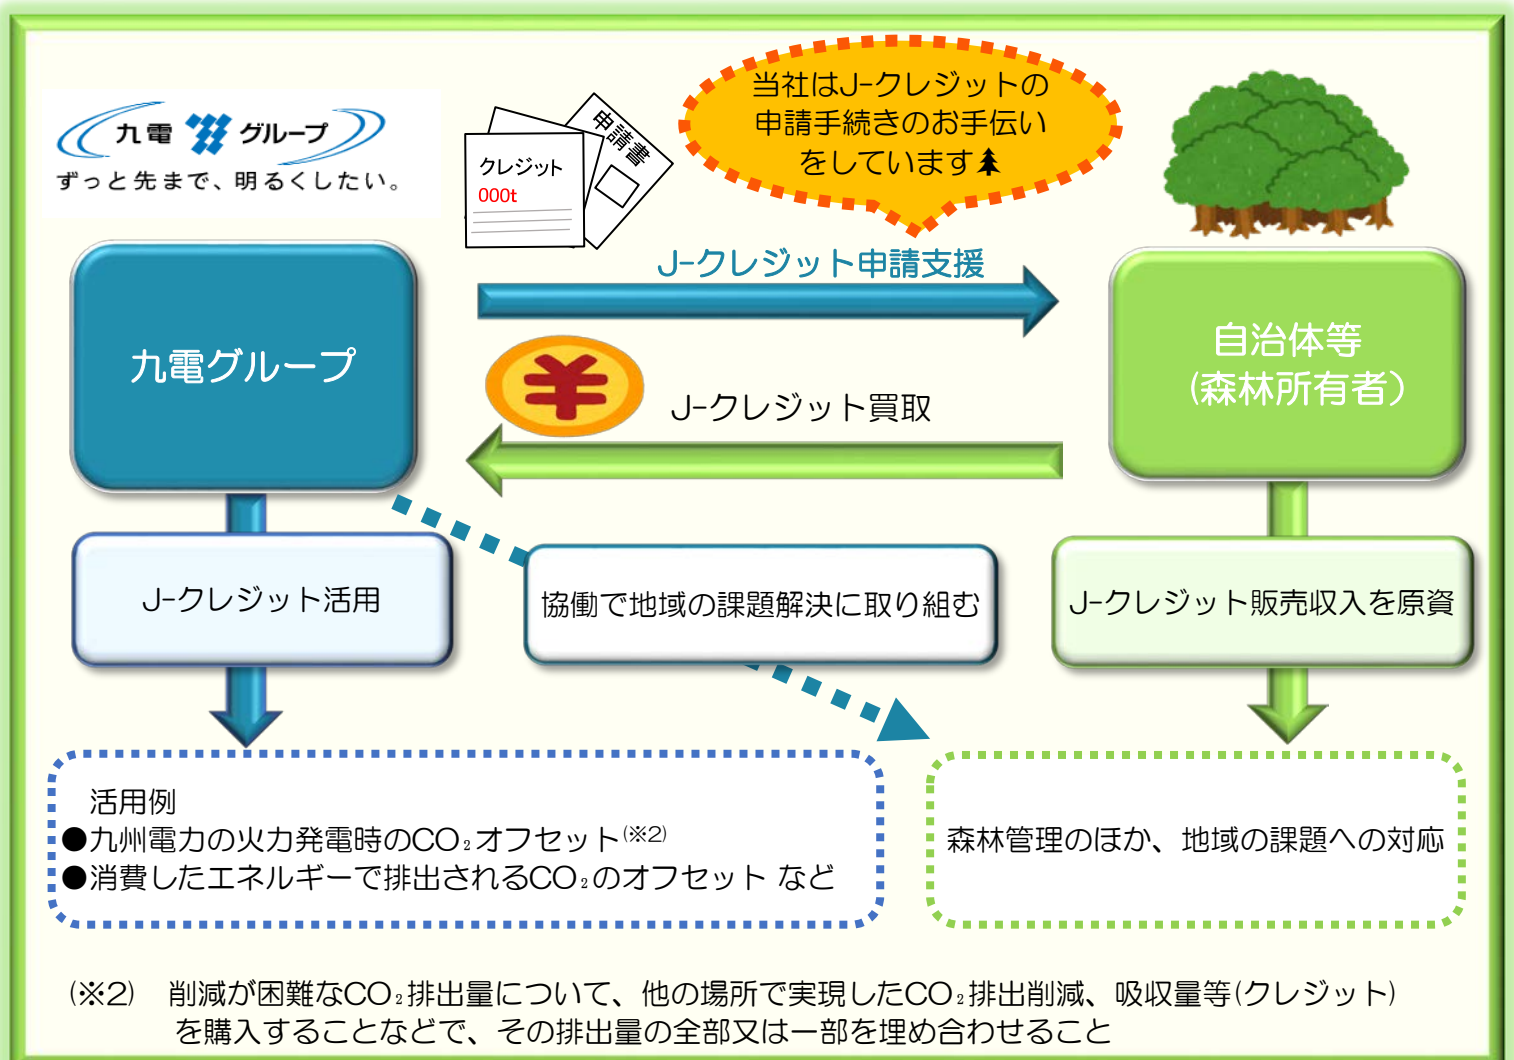 九電グループ
ずっと先まで、明るくしたい。
クレジット
000t
申請書
当社はJ-クレジットの
申請手続きのお手伝い
をしています
J-クレジット申請支援
九電グループ
自治体等
(森林所有者)
J-クレジット買取
J-クレジット活用
協働で地域の課題解決に取り組む
J-クレジット販売収入を原資
活用例
●九州電力の火力発電時のCO₂オフセット(※2)
●消費したエネルギーで排出されるCO₂のオフセット など
森林管理のほか、地域の課題への対応
(※2) 削減が困難なCO₂排出量について、他の場所で実現したCO₂排出削減、吸収量等(クレジット)
を購入することなどで、その排出量の全部又は一部を埋め合わせること